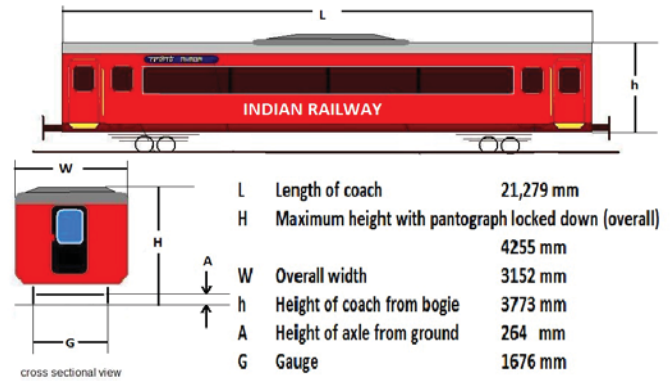 L
h
INDIAN RAILWAY
W
H
A
G
cross sectional view
L Length of coach 21,279 mm
H Maximum height with pantograph locked down (overall)
4255 mm
W Overall width 3152 mm
h Height of coach from bogie 3773 mm
A Height of axle from ground 264 mm
G Gauge 1676 mm